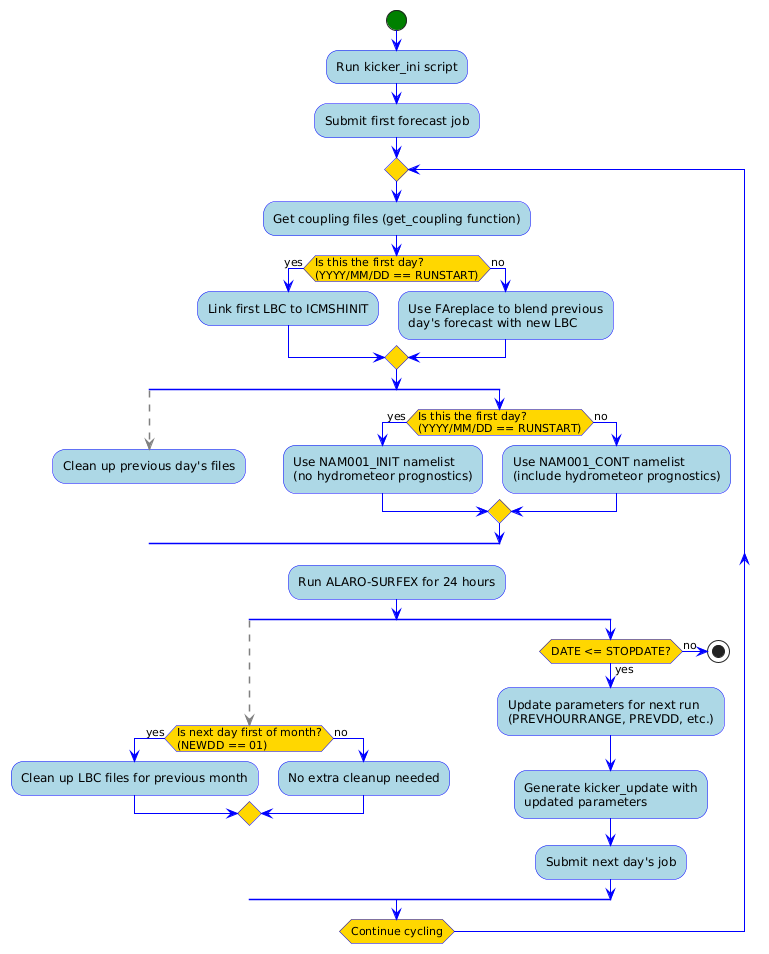 Run kicker_ini script
Submit first forecast job
Get coupling files (get_coupling function)
yes
Is this the first day?
(YYYY/MM/DD == RUNSTART)
no
Link first LBC to ICMSHINIT
Use FAreplace to blend previous
day's forecast with new LBC
yes
Is this the first day?
(YYYY/MM/DD == RUNSTART)
no
Clean up previous day's files
Use NAM001_INIT namelist
(no hydrometeor prognostics)
Use NAM001_CONT namelist
(include hydrometeor prognostics)
Run ALARO-SURFEX for 24 hours
DATE <= STOPDATE?
no
yes
Update parameters for next run
(PREVHOURRANGE, PREVDD, etc.)
yes
Is next day first of month?
(NEWDD == 01)
no
Clean up LBC files for previous month
No extra cleanup needed
Generate kicker_update with
updated parameters
Submit next day's job
Continue cycling